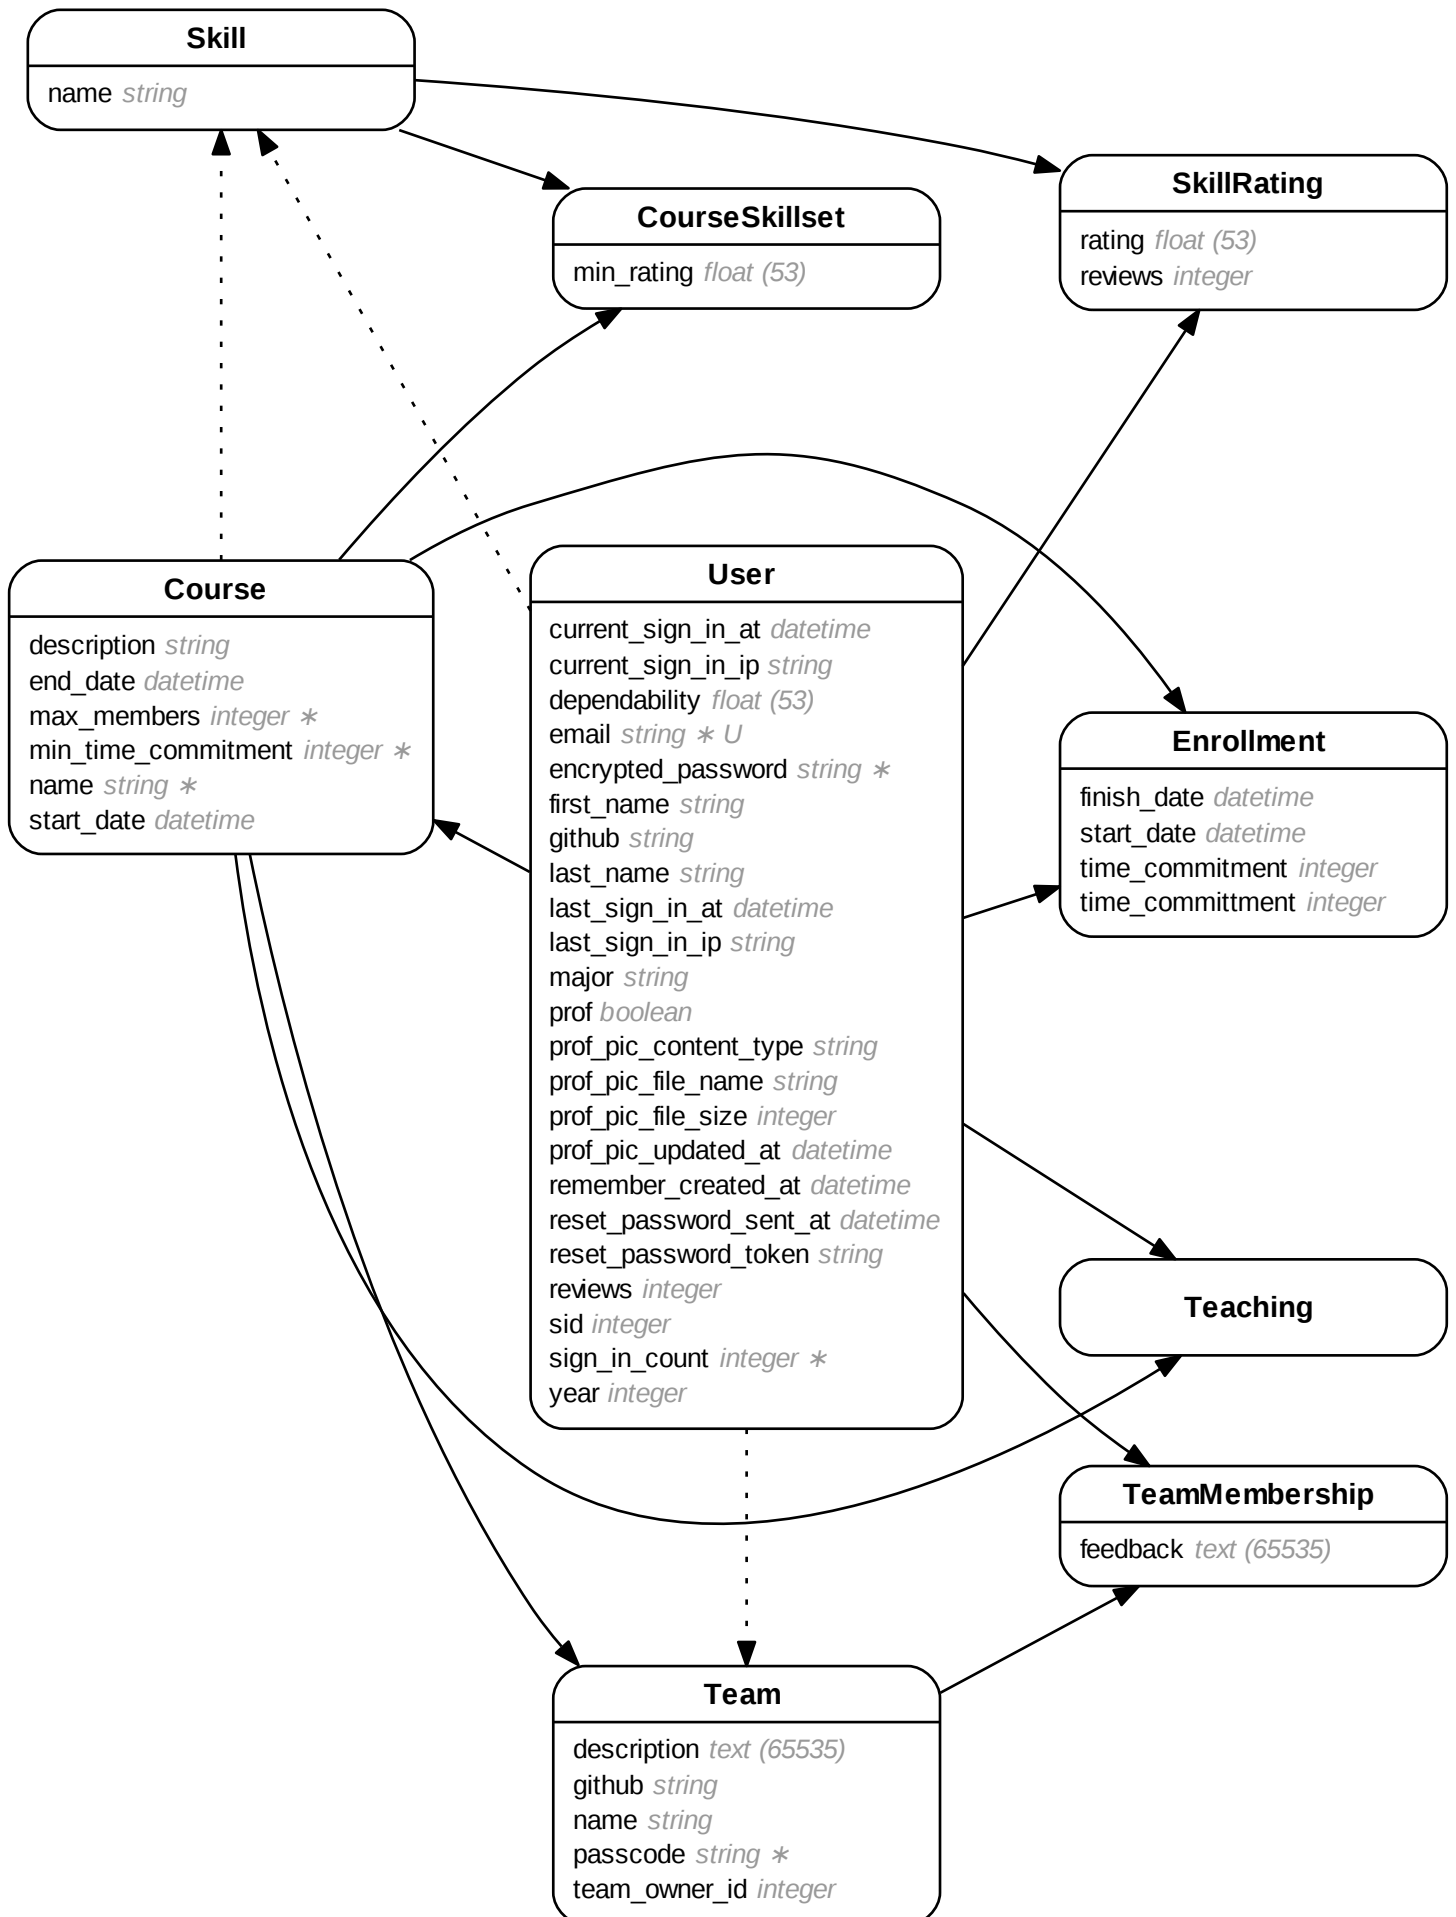 Skill
name string
CourseSkillset
min_rating float (53)
SkillRating
rating float (53)
reviews integer
Course
description string
end_date datetime
max_members integer ∗
min_time_commitment integer ∗
name string ∗
start_date datetime
User
current_sign_in_at datetime
current_sign_in_ip string
dependability float (53)
email string ∗ U
encrypted_password string ∗
first_name string
github string
last_name string
last_sign_in_at datetime
last_sign_in_ip string
major string
prof boolean
prof_pic_content_type string
prof_pic_file_name string
prof_pic_file_size integer
prof_pic_updated_at datetime
remember_created_at datetime
reset_password_sent_at datetime
reset_password_token string
reviews integer
sid integer
sign_in_count integer ∗
year integer
Enrollment
finish_date datetime
start_date datetime
time_commitment integer
time_committment integer
Teaching
TeamMembership
feedback text (65535)
Team
description text (65535)
github string
name string
passcode string ∗
team_owner_id integer